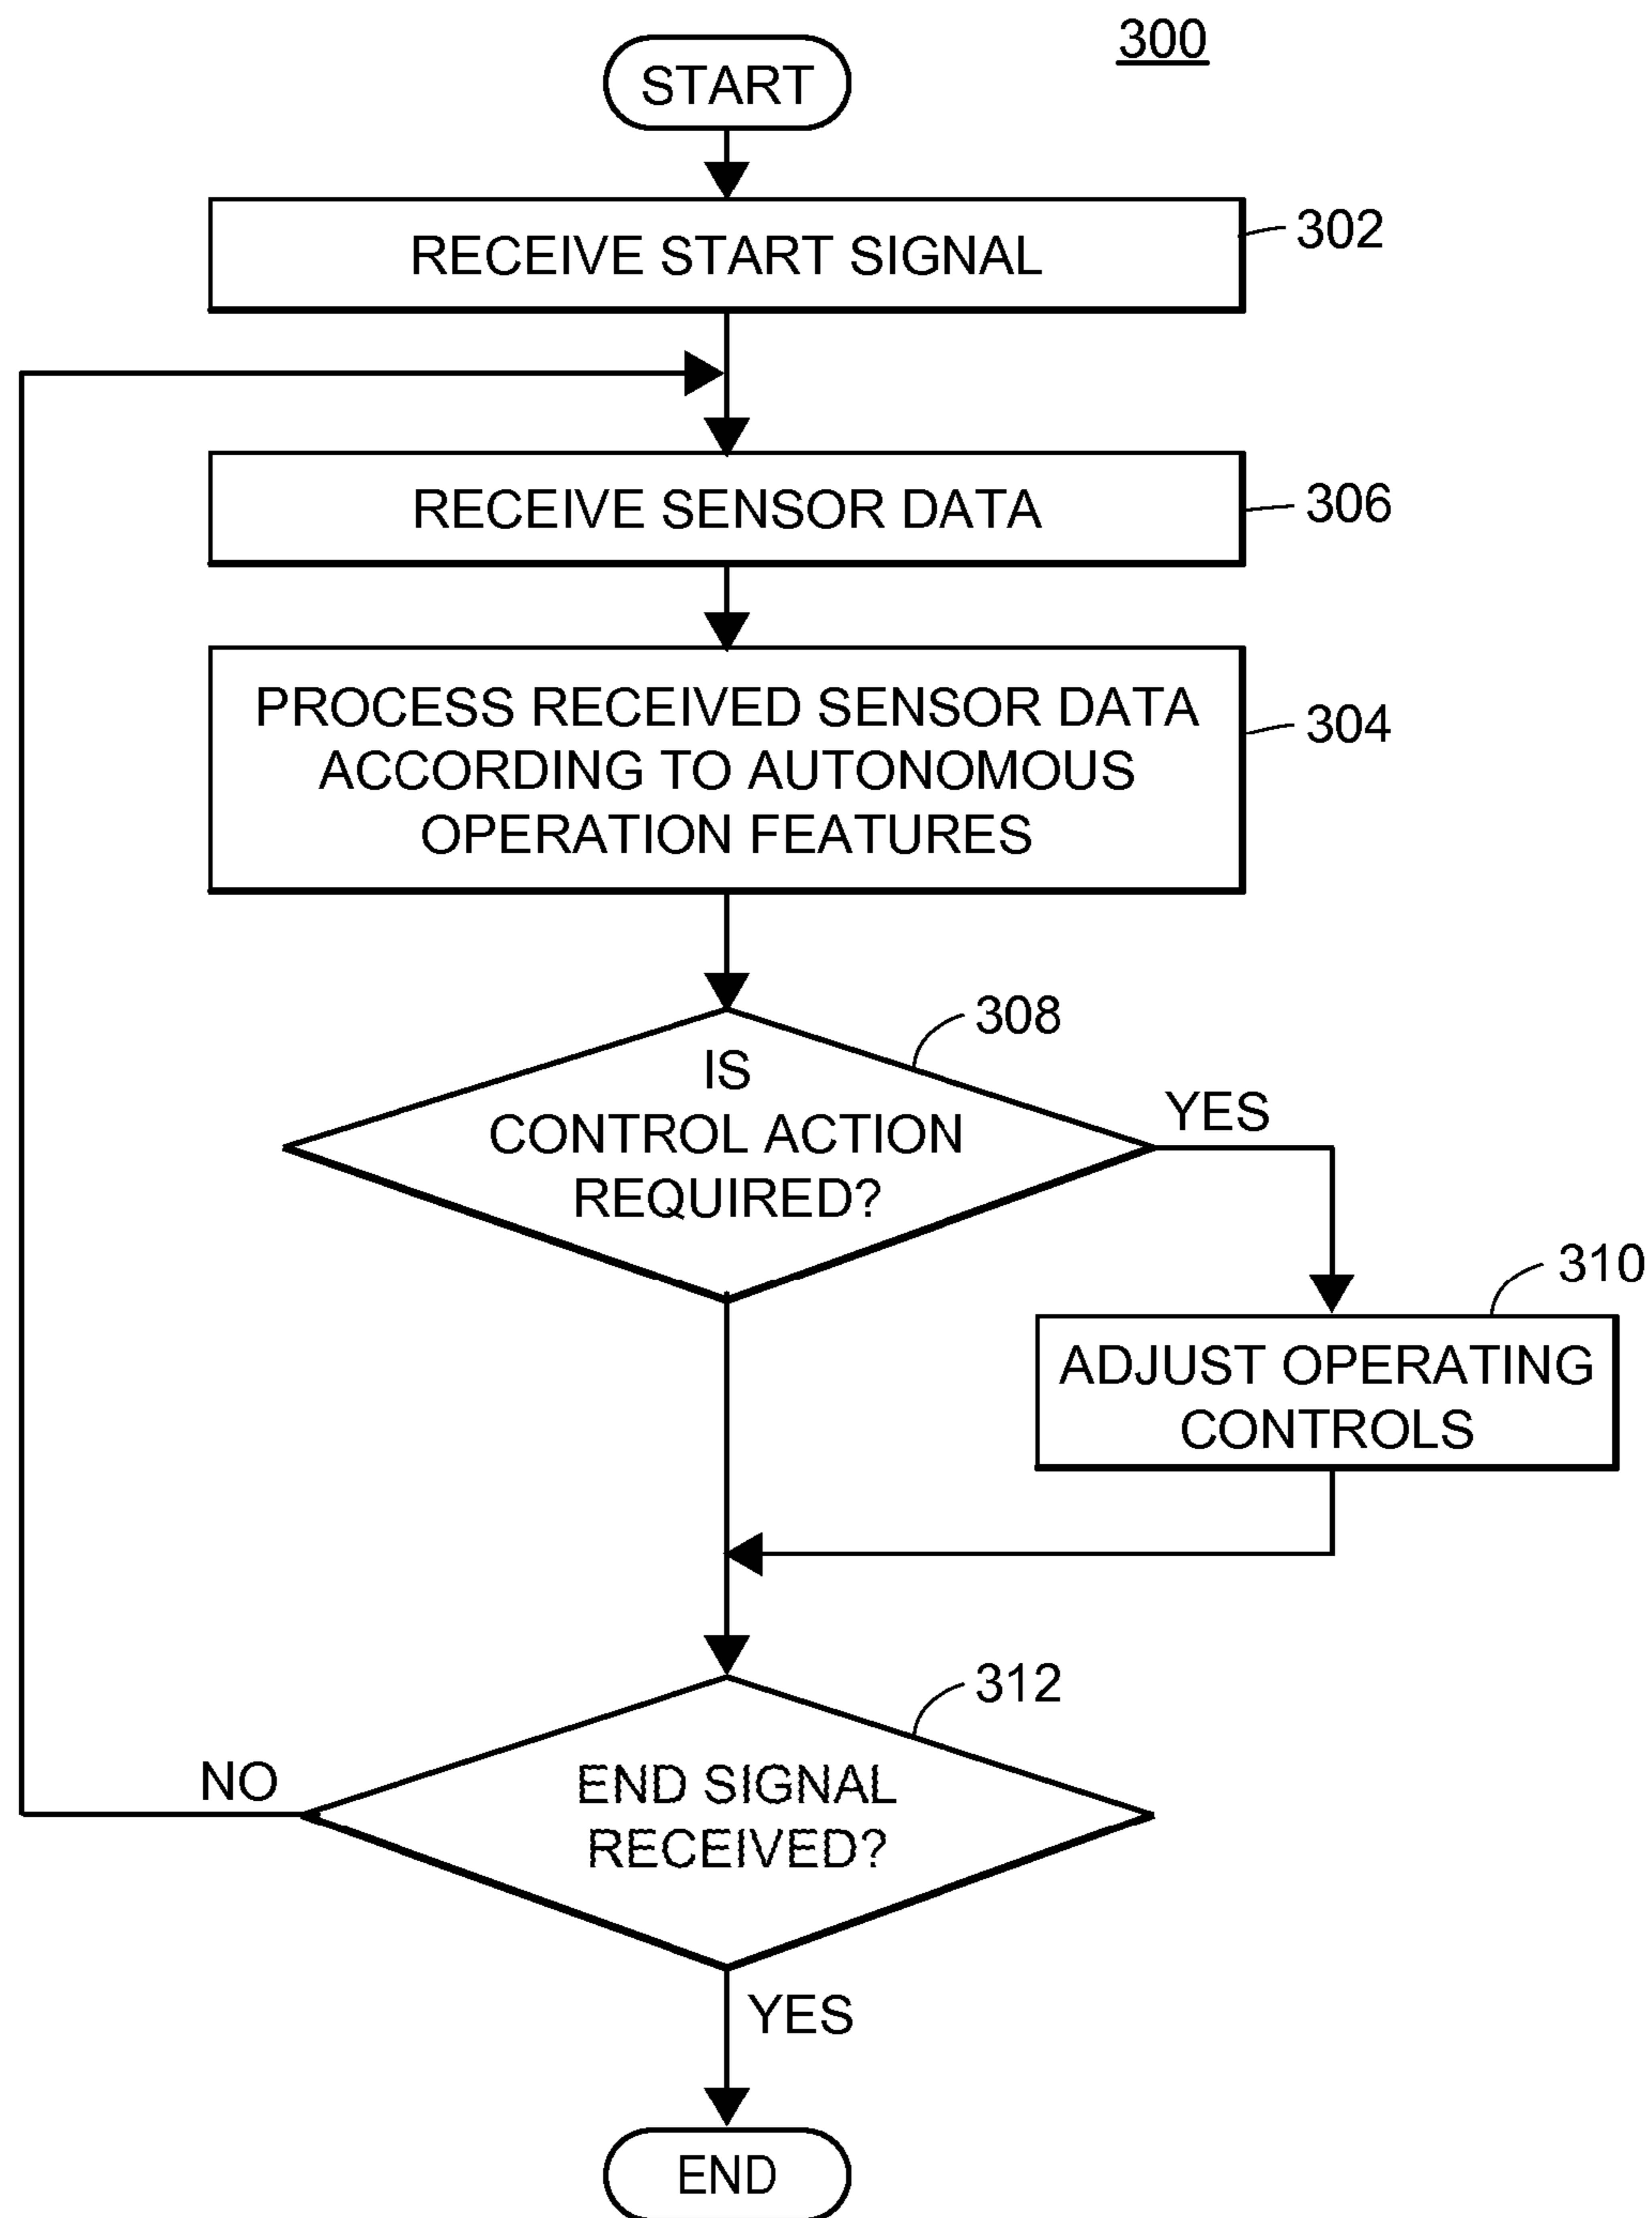 300
START
RECEIVE START SIGNAL
302
RECEIVE SENSOR DATA
306
PROCESS RECEIVED SENSOR DATA
ACCORDING TO AUTONOMOUS
OPERATION FEATURES
304
308
IS
CONTROL ACTION
REQUIRED?
YES
310
ADJUST OPERATING
CONTROLS
312
END SIGNAL
RECEIVED?
NO
YES
END